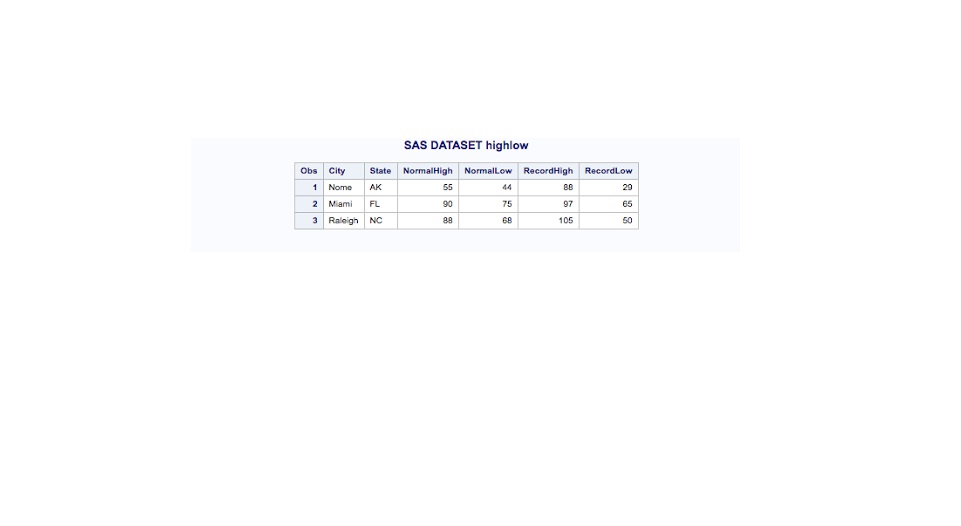 SAS DATASET highlow
Obs City State NormalHigh NormalLow RecordHigh RecordLow
1 Nome AK 55 44 88 29
2 Miami FL 90 75 97 65
3 Raleigh NC 88 68 105 50